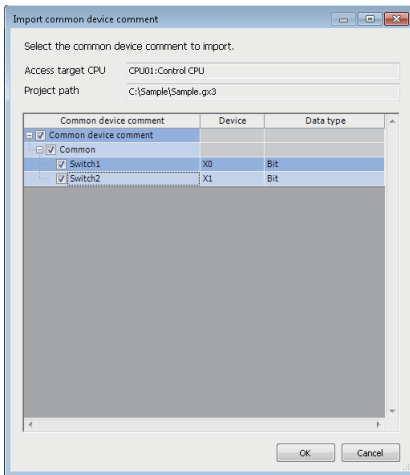 Import common device comment
Select the common device comment to import.
Access target CPU CPU01:Control CPU
Project path C:\Sample\Sample.gx3
Common device comment Device Data type
Common device comment
Common
Switch1 X0 Bit
Switch2 X1 Bit
OK Cancel